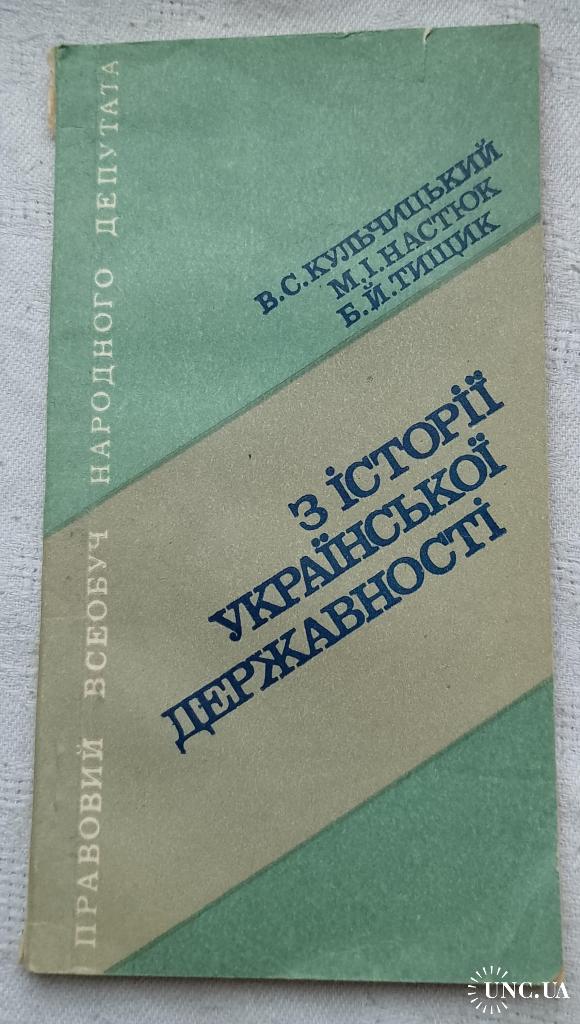 ПРАВОВИЙ ВСЕОБУЧ НАРОДНОГО ДЕПУТАТА
В.С.КУЛЬЧИЦЬКИЙ
М.І.НАСТЮК
Б.Й.ТИЩИК
З ІСТОРІЇ
УКРАЇНСЬКОЇ
ДЕРЖАВНОСТІ
UNC.UA